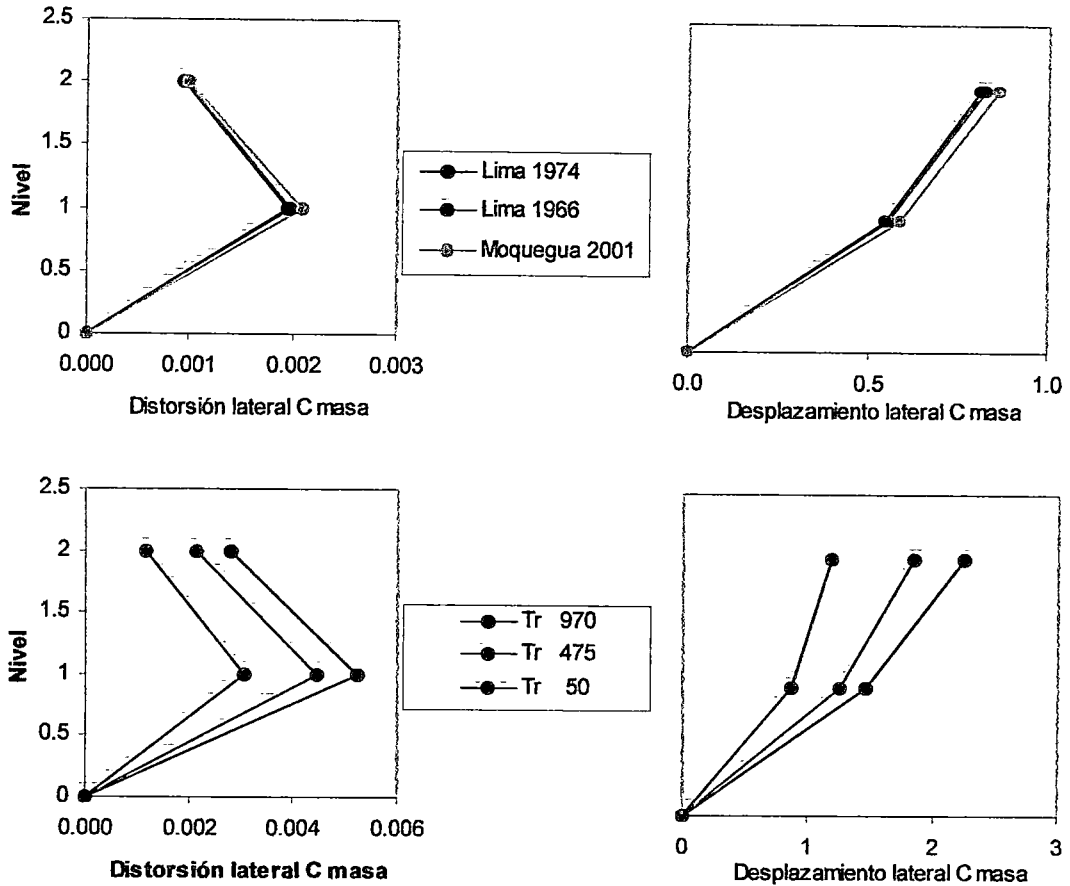 2.5
2
1.5
1
0.5
0
Nivel
0.000 0.001 0.002 0.003
Distorsión lateral C masa
Lima 1974
Lima 1966
Moquegua 2001
0.0 0.5 1.0
Desplazamiento lateral C masa
2.5
2
1.5
1
0.5
0
Nivel
0.000 0.002 0.004 0.006
Distorsión lateral C masa
Tr 970
Tr 475
Tr 50
0 1 2 3
Desplazamiento lateral C masa